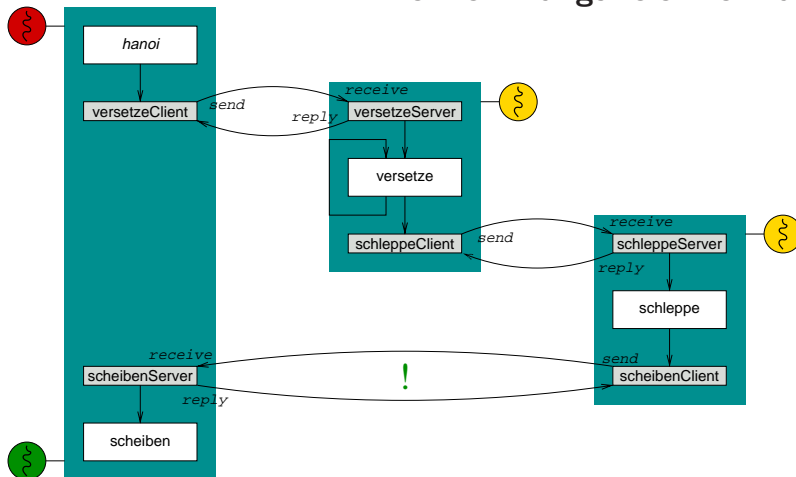 hanoi
versetzeClient
send
receive
reply
versetzeServer
versetze
schleppeClient
send
receive
reply
schleppeServer
schleppe
send
scheibenClient
receive
scheibenServer
reply
!
scheiben